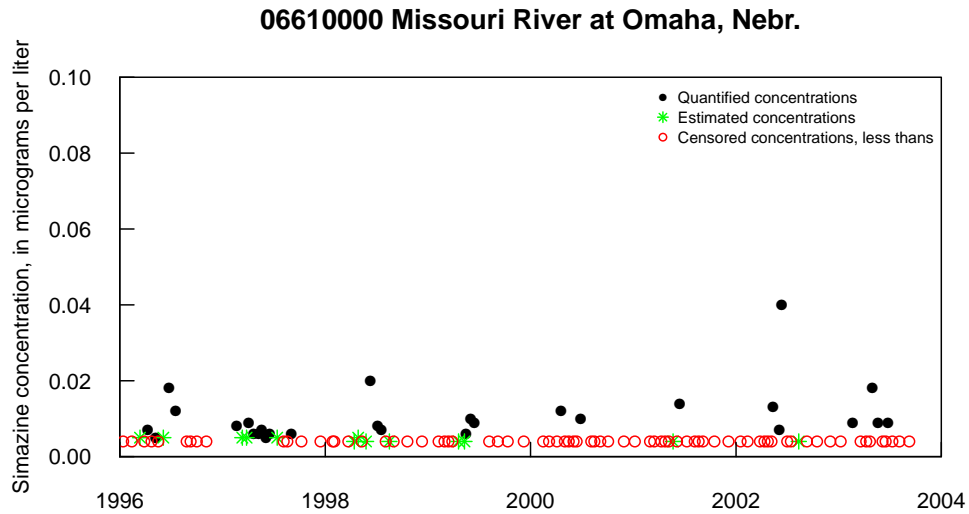 06610000 Missouri River at Omaha, Nebr.
Simazine concentration, in micrograms per liter
0.10
0.08
0.06
0.04
0.02
0.00
Quantified concentrations
Estimated concentrations
Censored concentrations, less thans
1996 1998 2000 2002 2004